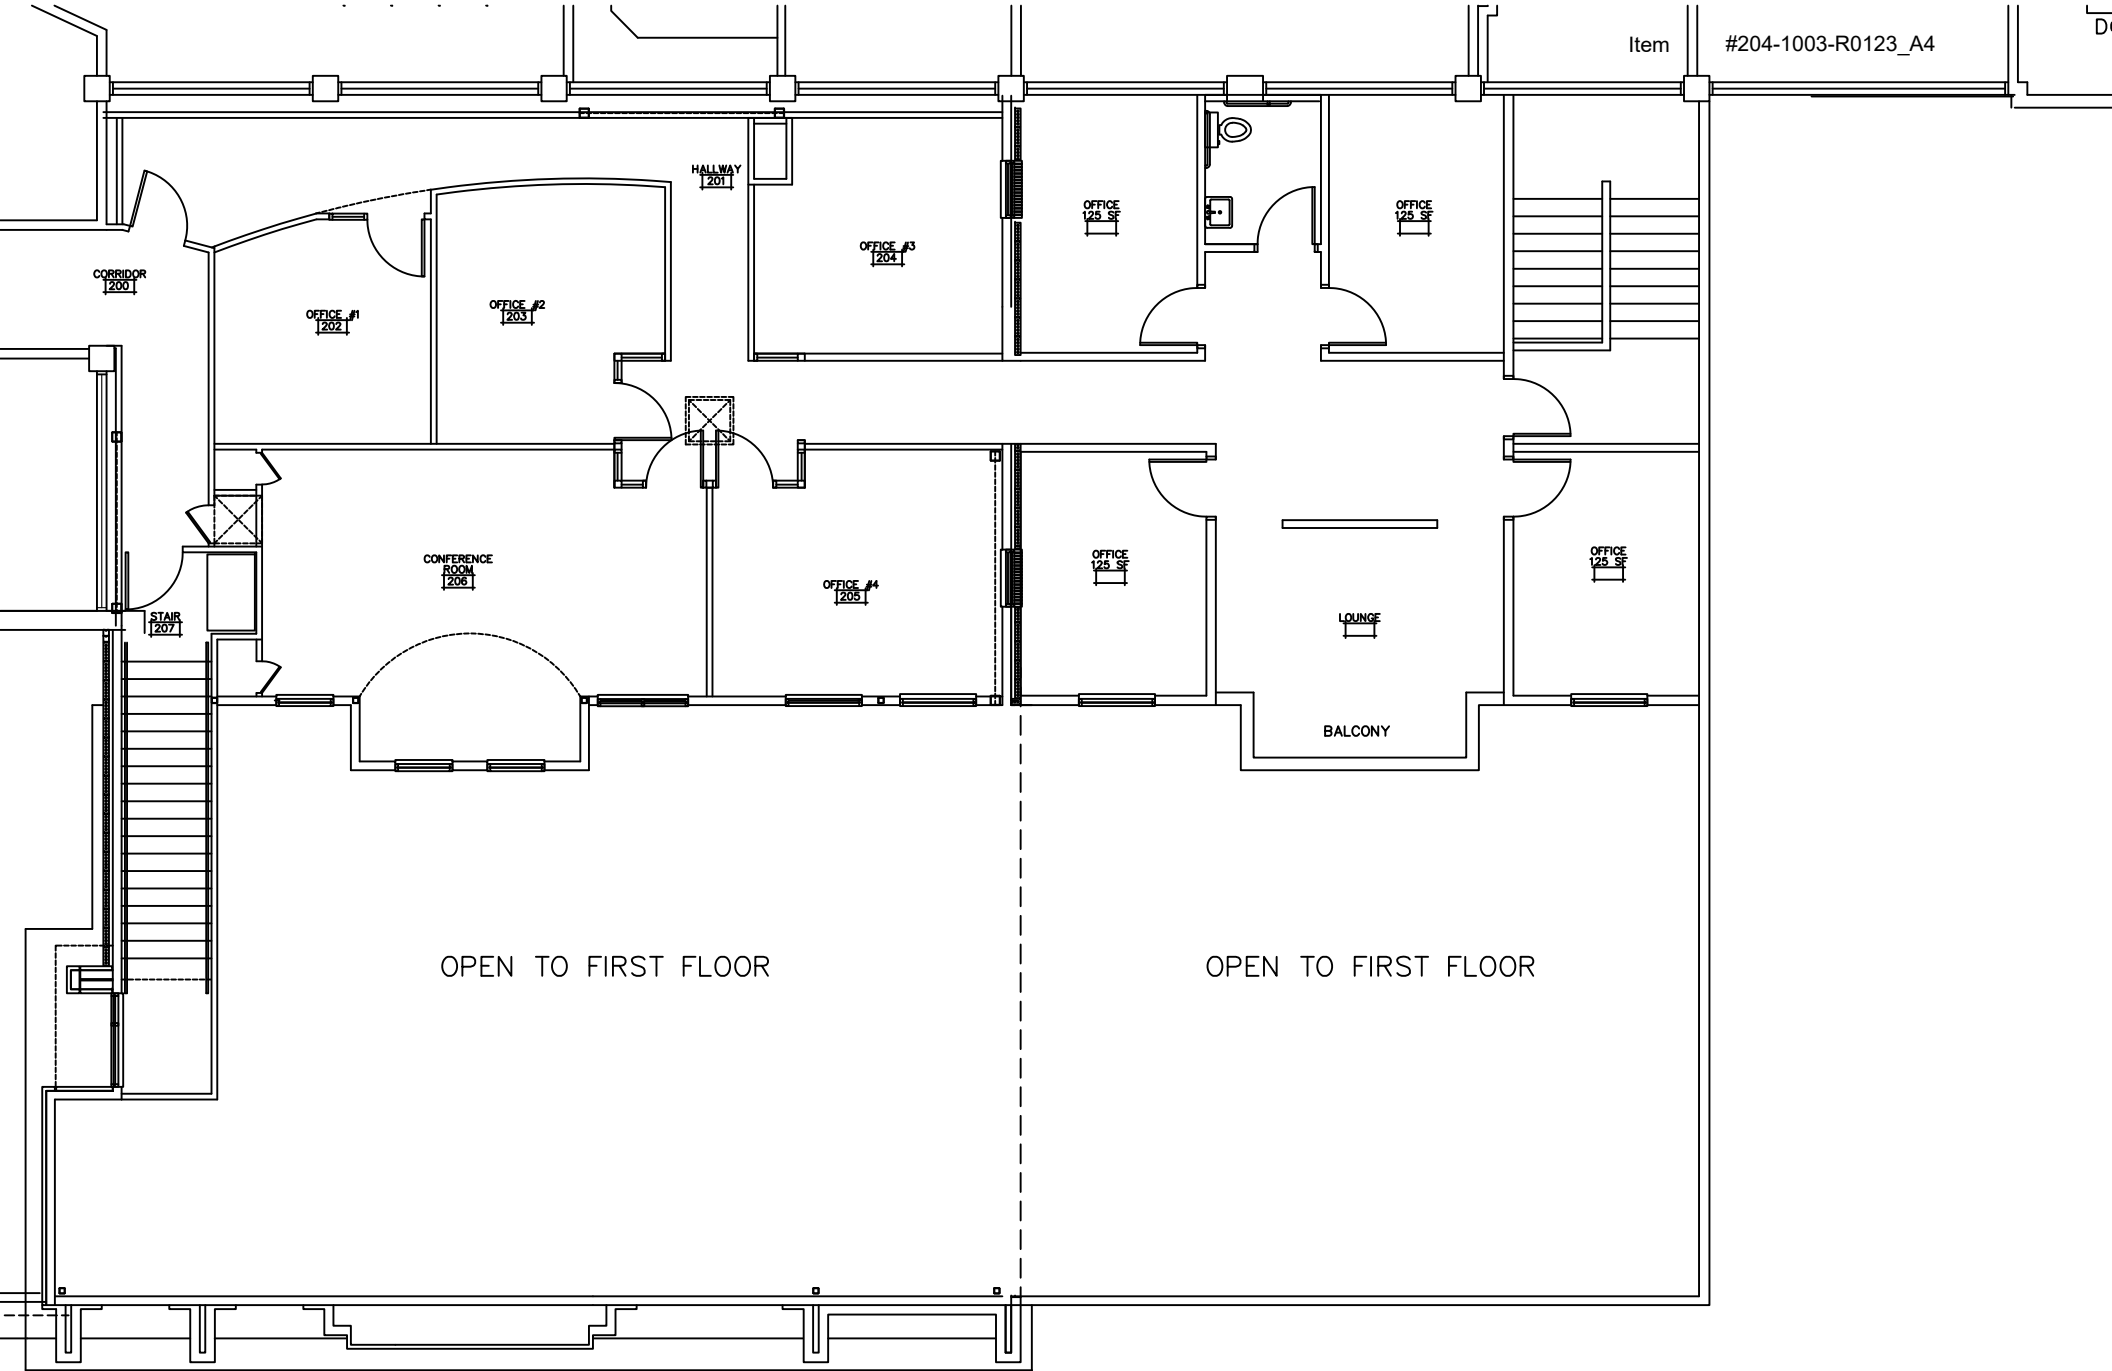 Item #204-1003-R0123_A4
HALLWAY
201
OFFICE
125 SF
OFFICE
125 SF
OFFICE #3
204
CORRIDOR
200
OFFICE #1
202
OFFICE #2
203
CONFERENCE
ROOM
206
OFFICE #4
205
OFFICE
125 SF
OFFICE
125 SF
STAIR
207
LOUNGE
BALCONY
OPEN TO FIRST FLOOR
OPEN TO FIRST FLOOR